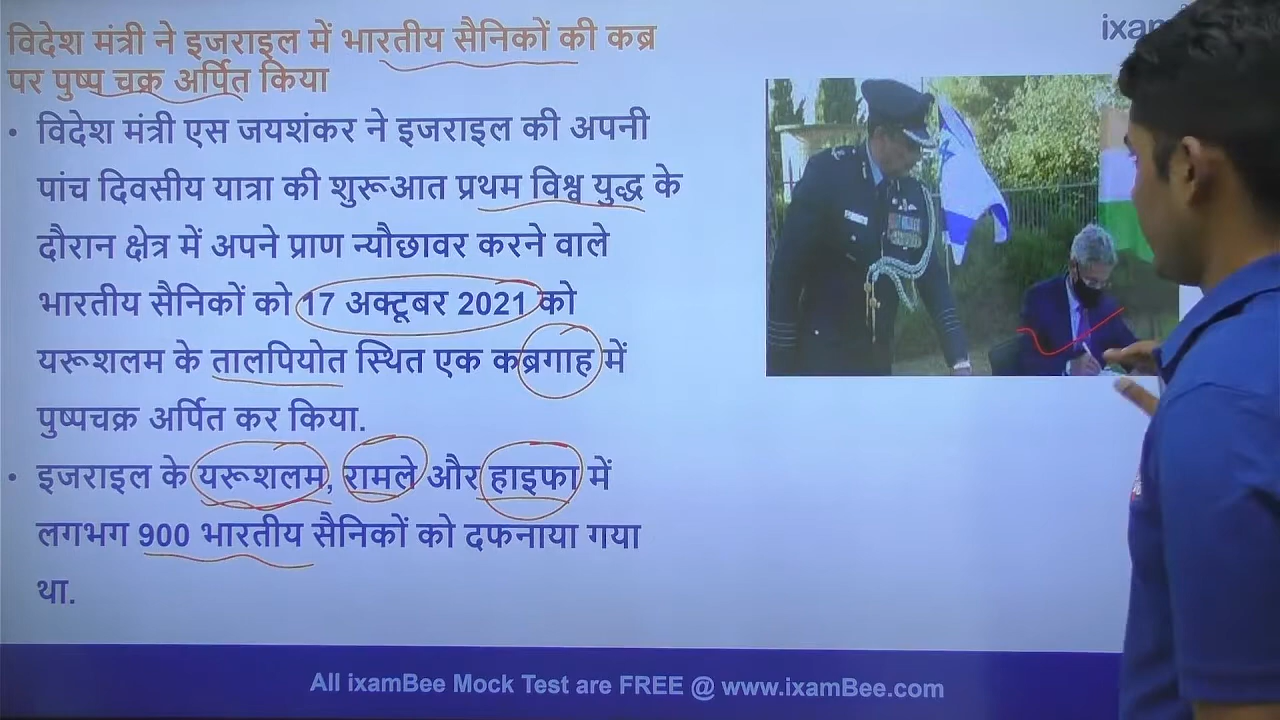 विदेश मंत्री ने इजराइल में भारतीय सैनिकों की कब्र
पर पुष्प चक्र अर्पित किया
• विदेश मंत्री एस जयशंकर ने इजराइल की अपनी
पांच दिवसीय यात्रा की शुरूआत प्रथम विश्व युद्ध के
दौरान क्षेत्र में अपने प्राण न्यौछावर करने वाले
भारतीय सैनिकों को 17 अक्टूबर 2021 को
यरूशलम के तालपियोत स्थित एक कब्रगाह में
पुष्पचक्र अर्पित कर किया.
• इजराइल के यरूशलम, रामले और हाइफा में
लगभग 900 भारतीय सैनिकों को दफनाया गया
था.
All ixamBee Mock Test are FREE @ www.ixamBee.com